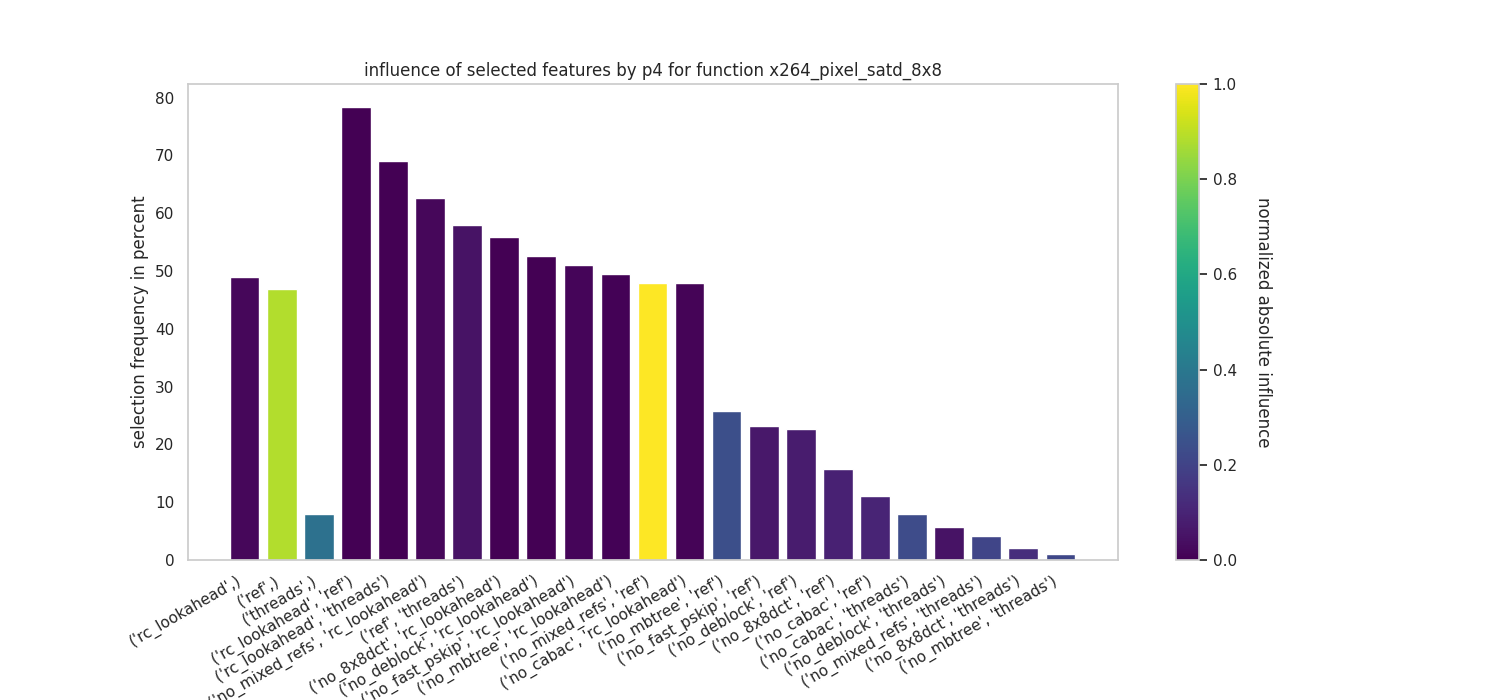 influence of selected features by p4 for function x264_pixel_satd_8x8
selection frequency in percent
80
70
60
50
40
30
20
10
0
('rc_lookahead',)
('ref',)
('threads',)
('rc_lookahead', 'ref')
('rc_lookahead', 'threads')
('no_mixed_refs', 'rc_lookahead')
('ref', 'threads')
('no_8x8dct', 'rc_lookahead')
('no_deblock', 'rc_lookahead')
('no_fast_pskip', 'rc_lookahead')
('no_mbtree', 'rc_lookahead')
('no_mixed_refs', 'ref')
('no_cabac', 'rc_lookahead')
('no_mbtree', 'ref')
('no_fast_pskip', 'ref')
('no_deblock', 'ref')
('no_8x8dct', 'ref')
('no_cabac', 'ref')
('no_cabac', 'threads')
('no_deblock', 'threads')
('no_mixed_refs', 'threads')
('no_8x8dct', 'threads')
('no_mbtree', 'threads')
1.0
0.8
0.6
0.4
0.2
0.0
normalized absolute influence